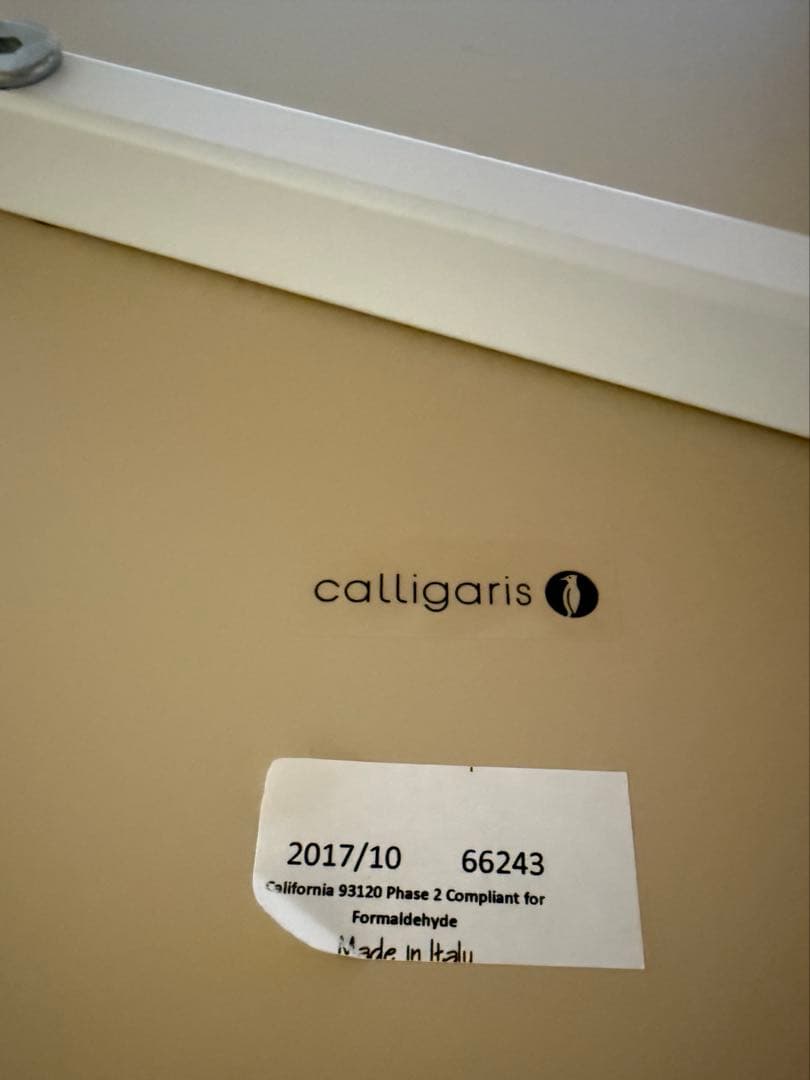 calligaris
2017/10 66243
California 93120 Phase 2 Compliant for
Formaldehyde
Made in Italy